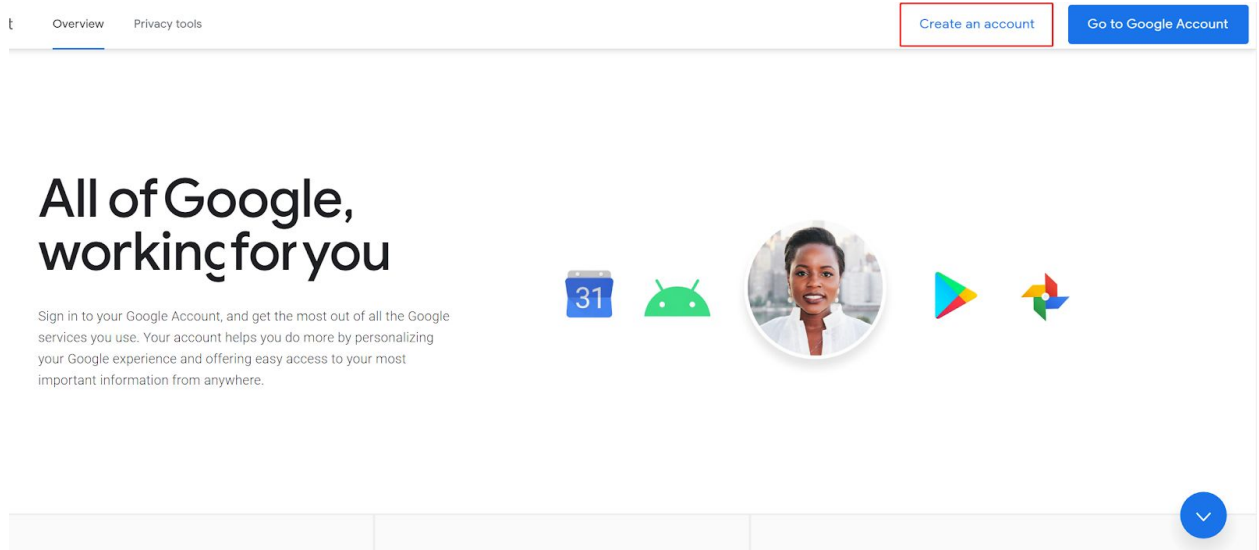 t
Overview
Privacy tools
Create an account
Go to Google Account
All of Google,
working for you
Sign in to your Google Account, and get the most out of all the Google
services you use. Your account helps you do more by personalizing
your Google experience and offering easy access to your most
important information from anywhere.
31